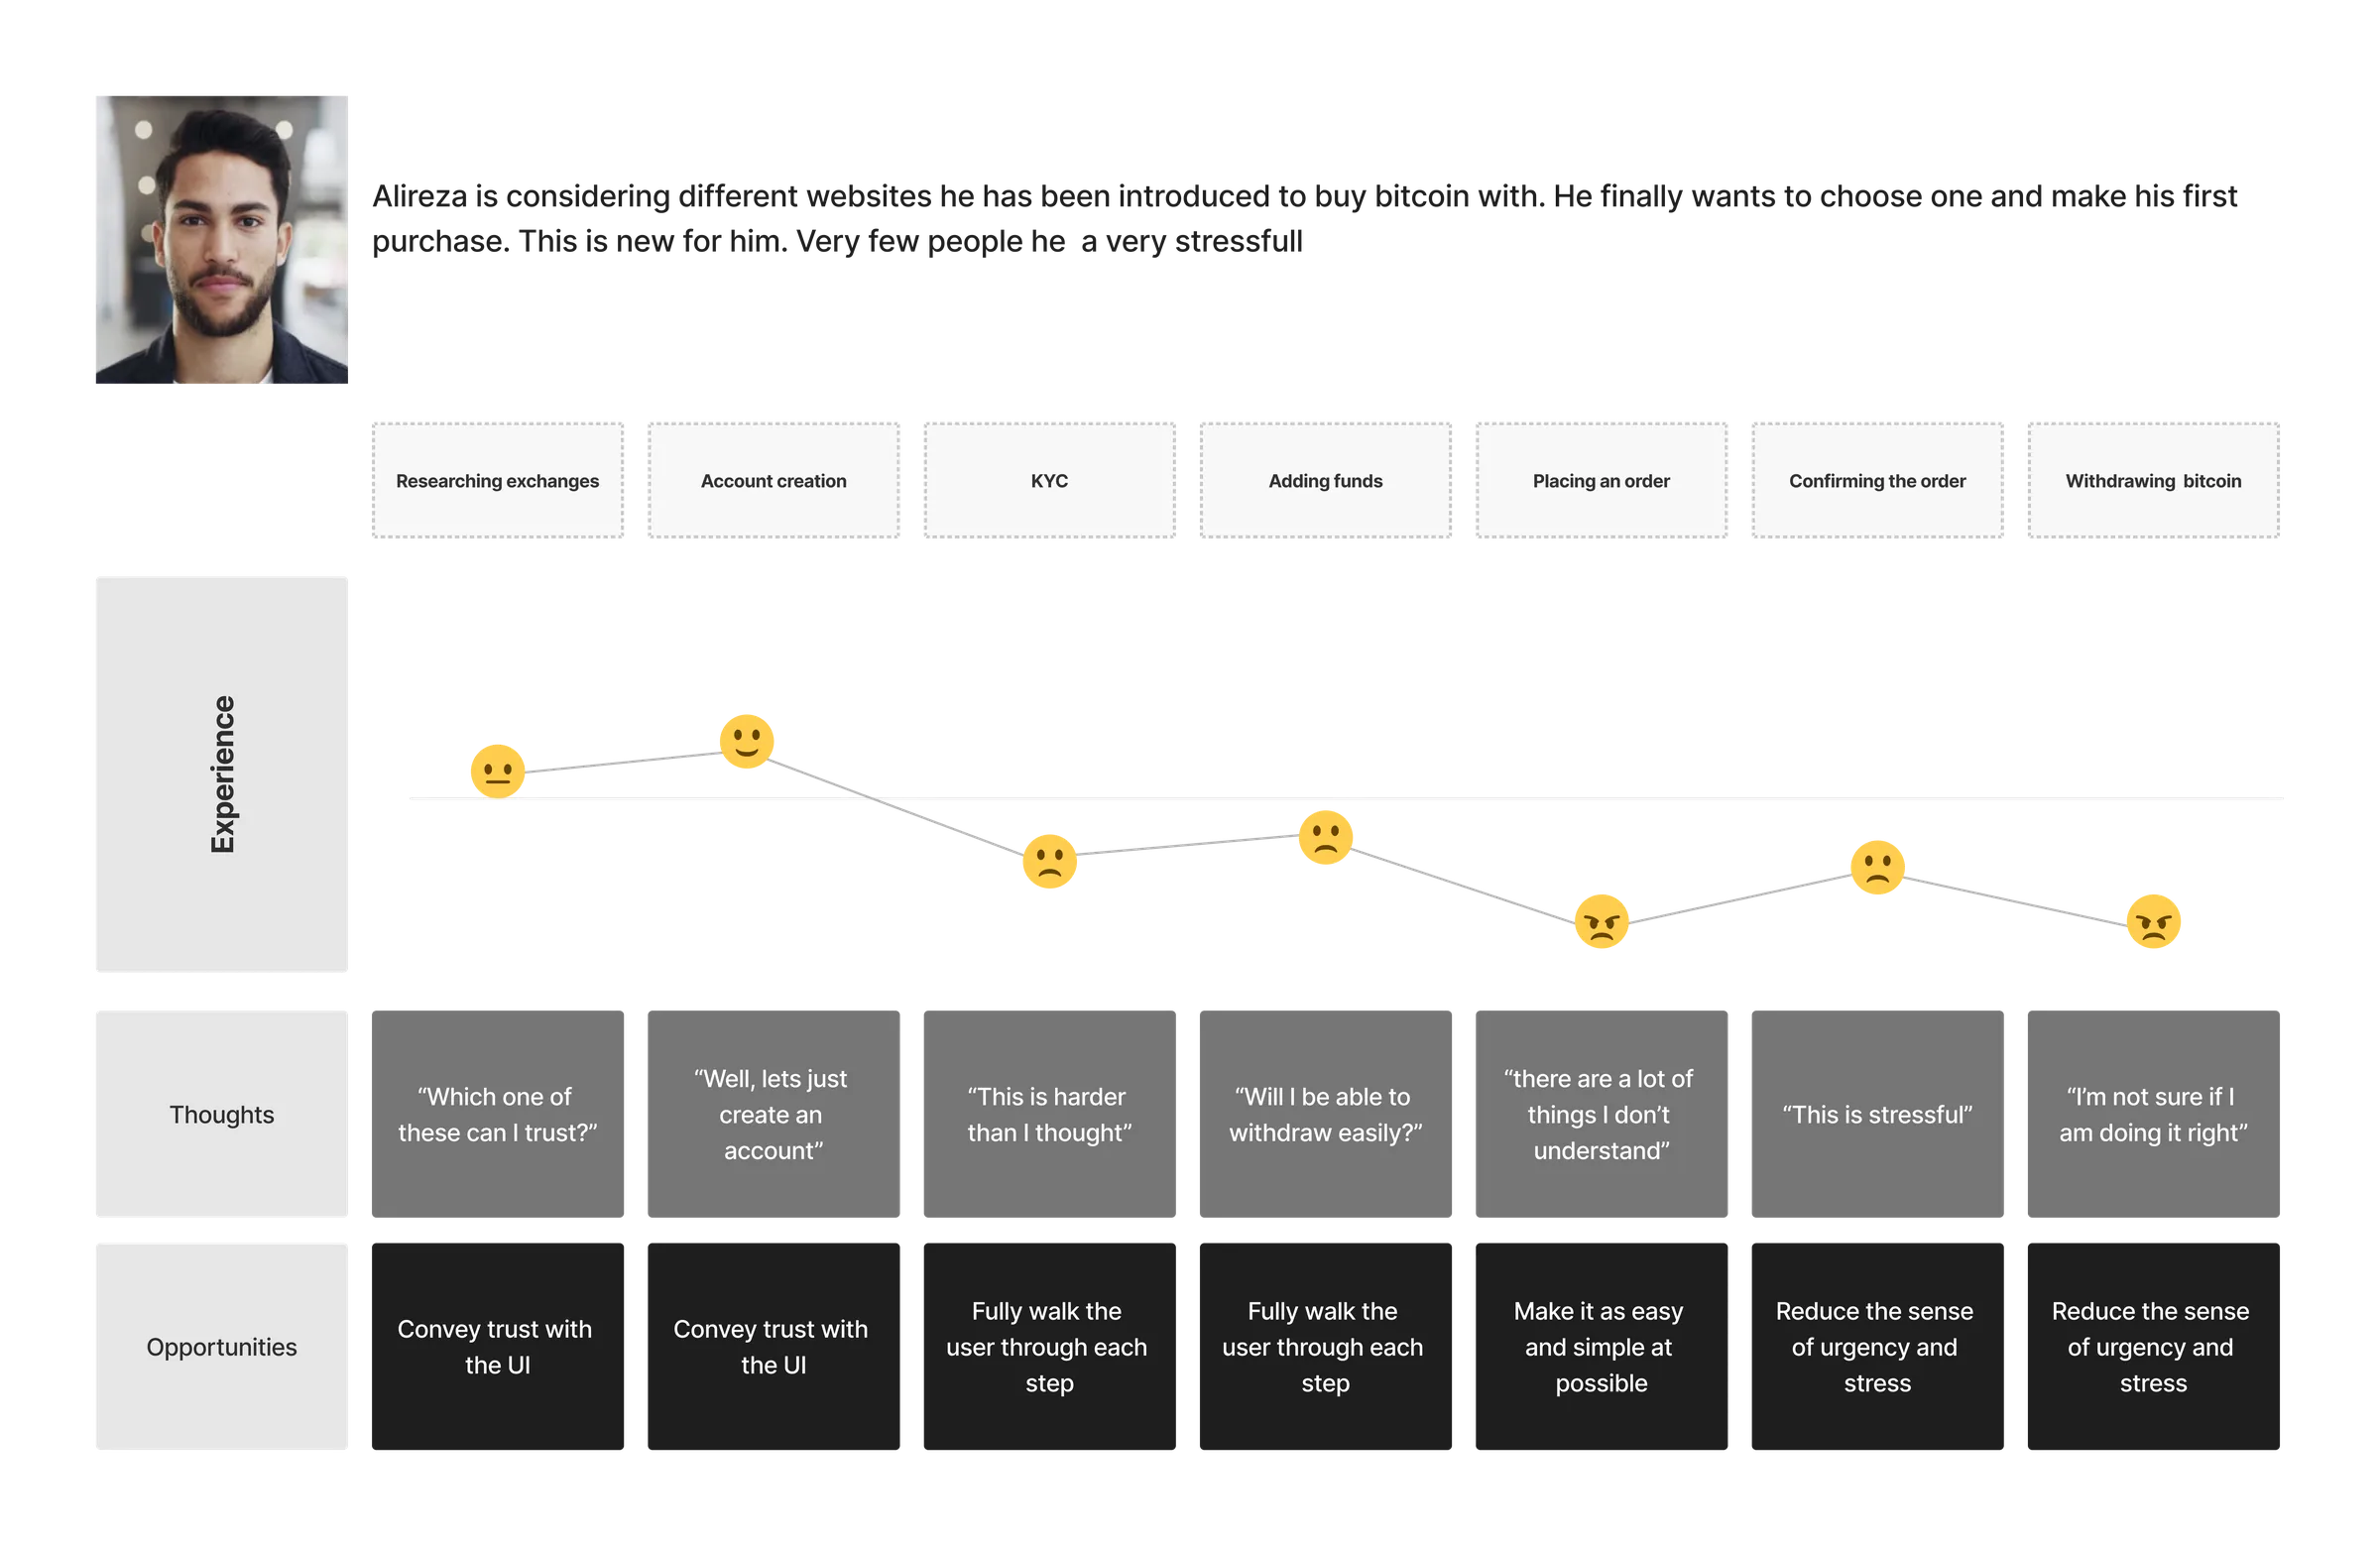 Alireza is considering different websites he has been introduced to buy bitcoin with. He finally wants to choose one and make his first
purchase. This is new for him. Very few people he  a very stressfull
Researching exchanges
Account creation
KYC
Adding funds
Placing an order
Confirming the order
Withdrawing  bitcoin
Experience
Thoughts
“Which one of
these can I trust?”
“Well, lets just
create an
account”
“This is harder
than I thought”
“Will I be able to
withdraw easily?”
“there are a lot of
things I don’t
understand”
“This is stressful”
“I’m not sure if I
am doing it right”
Opportunities
Convey trust with
the UI
Convey trust with
the UI
Fully walk the
user through each
step
Fully walk the
user through each
step
Make it as easy
and simple at
possible
Reduce the sense
of urgency and
stress
Reduce the sense
of urgency and
stress